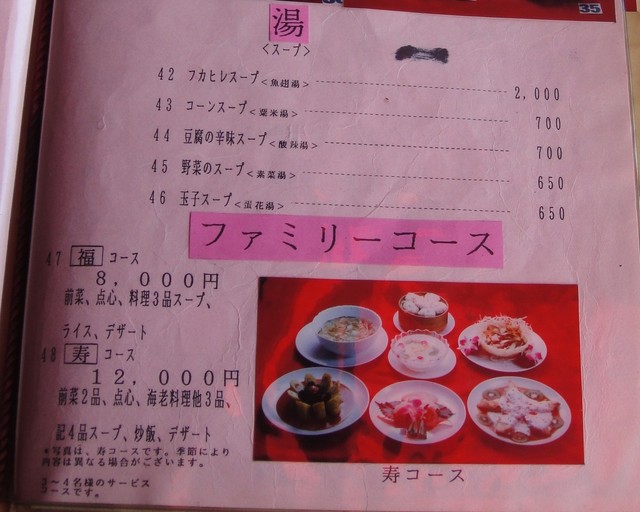 35
湯
<スープ>
42 フカヒレスープ<魚翅湯> 2,000
43 コーンスープ<粟米湯> 700
44 豆腐の辛味スープ<酸辣湯> 700
45 野菜のスープ<素菜湯> 650
46 玉子スープ<蛋花湯> 650
ファミリーコース
47 福 コース
8,000円
前菜、点心、料理3品スープ、
ライス、デザート
48 寿 コース
12,000円
前菜2品、点心、海老料理他3品、
記4品スープ、炒飯、デザート
*写真は、寿コースです。季節により
内容は異なる場合がございます。
3~4名様のサービス
コースです。
寿コース